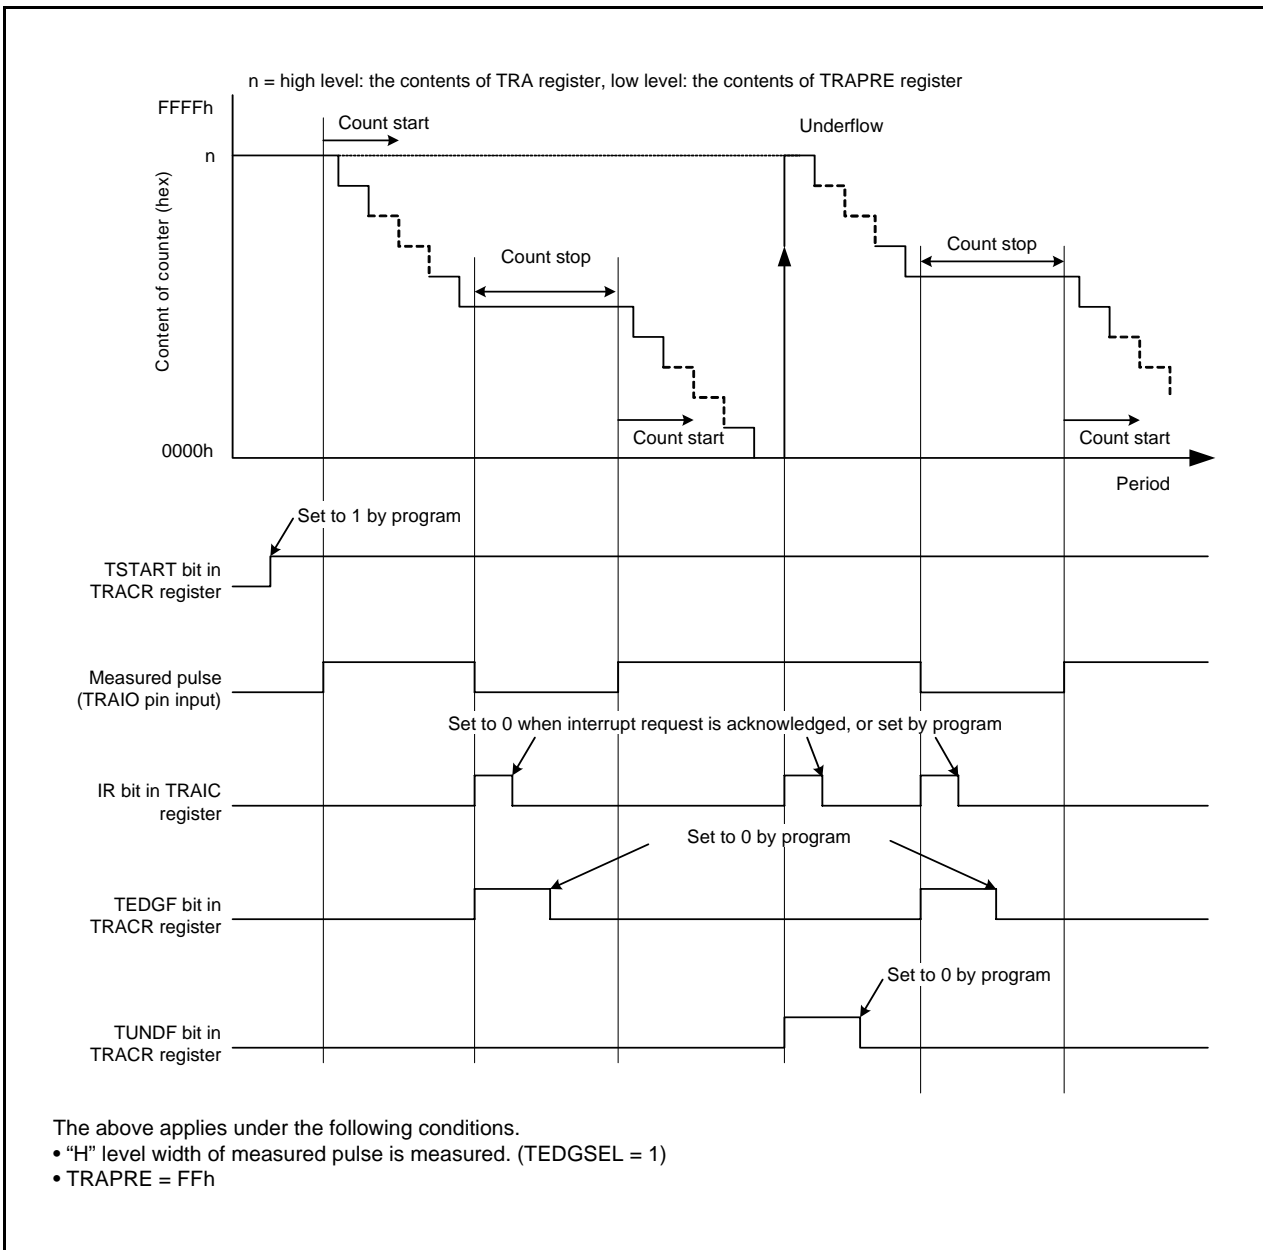 n = high level: the contents of TRA register, low level: the contents of TRAPRE register
FFFFh
Count start
Underflow
n
Content of counter (hex)
Count stop
Count stop
Count start
Count start
0000h
Period
Set to 1 by program
TSTART bit in
TRACR register
Measured pulse
(TRAIO pin input)
Set to 0 when interrupt request is acknowledged, or set by program
IR bit in TRAIC
register
Set to 0 by program
TEDGF bit in
TRACR register
Set to 0 by program
TUNDF bit in
TRACR register
The above applies under the following conditions.
• “H” level width of measured pulse is measured. (TEDGSEL = 1)
• TRAPRE = FFh